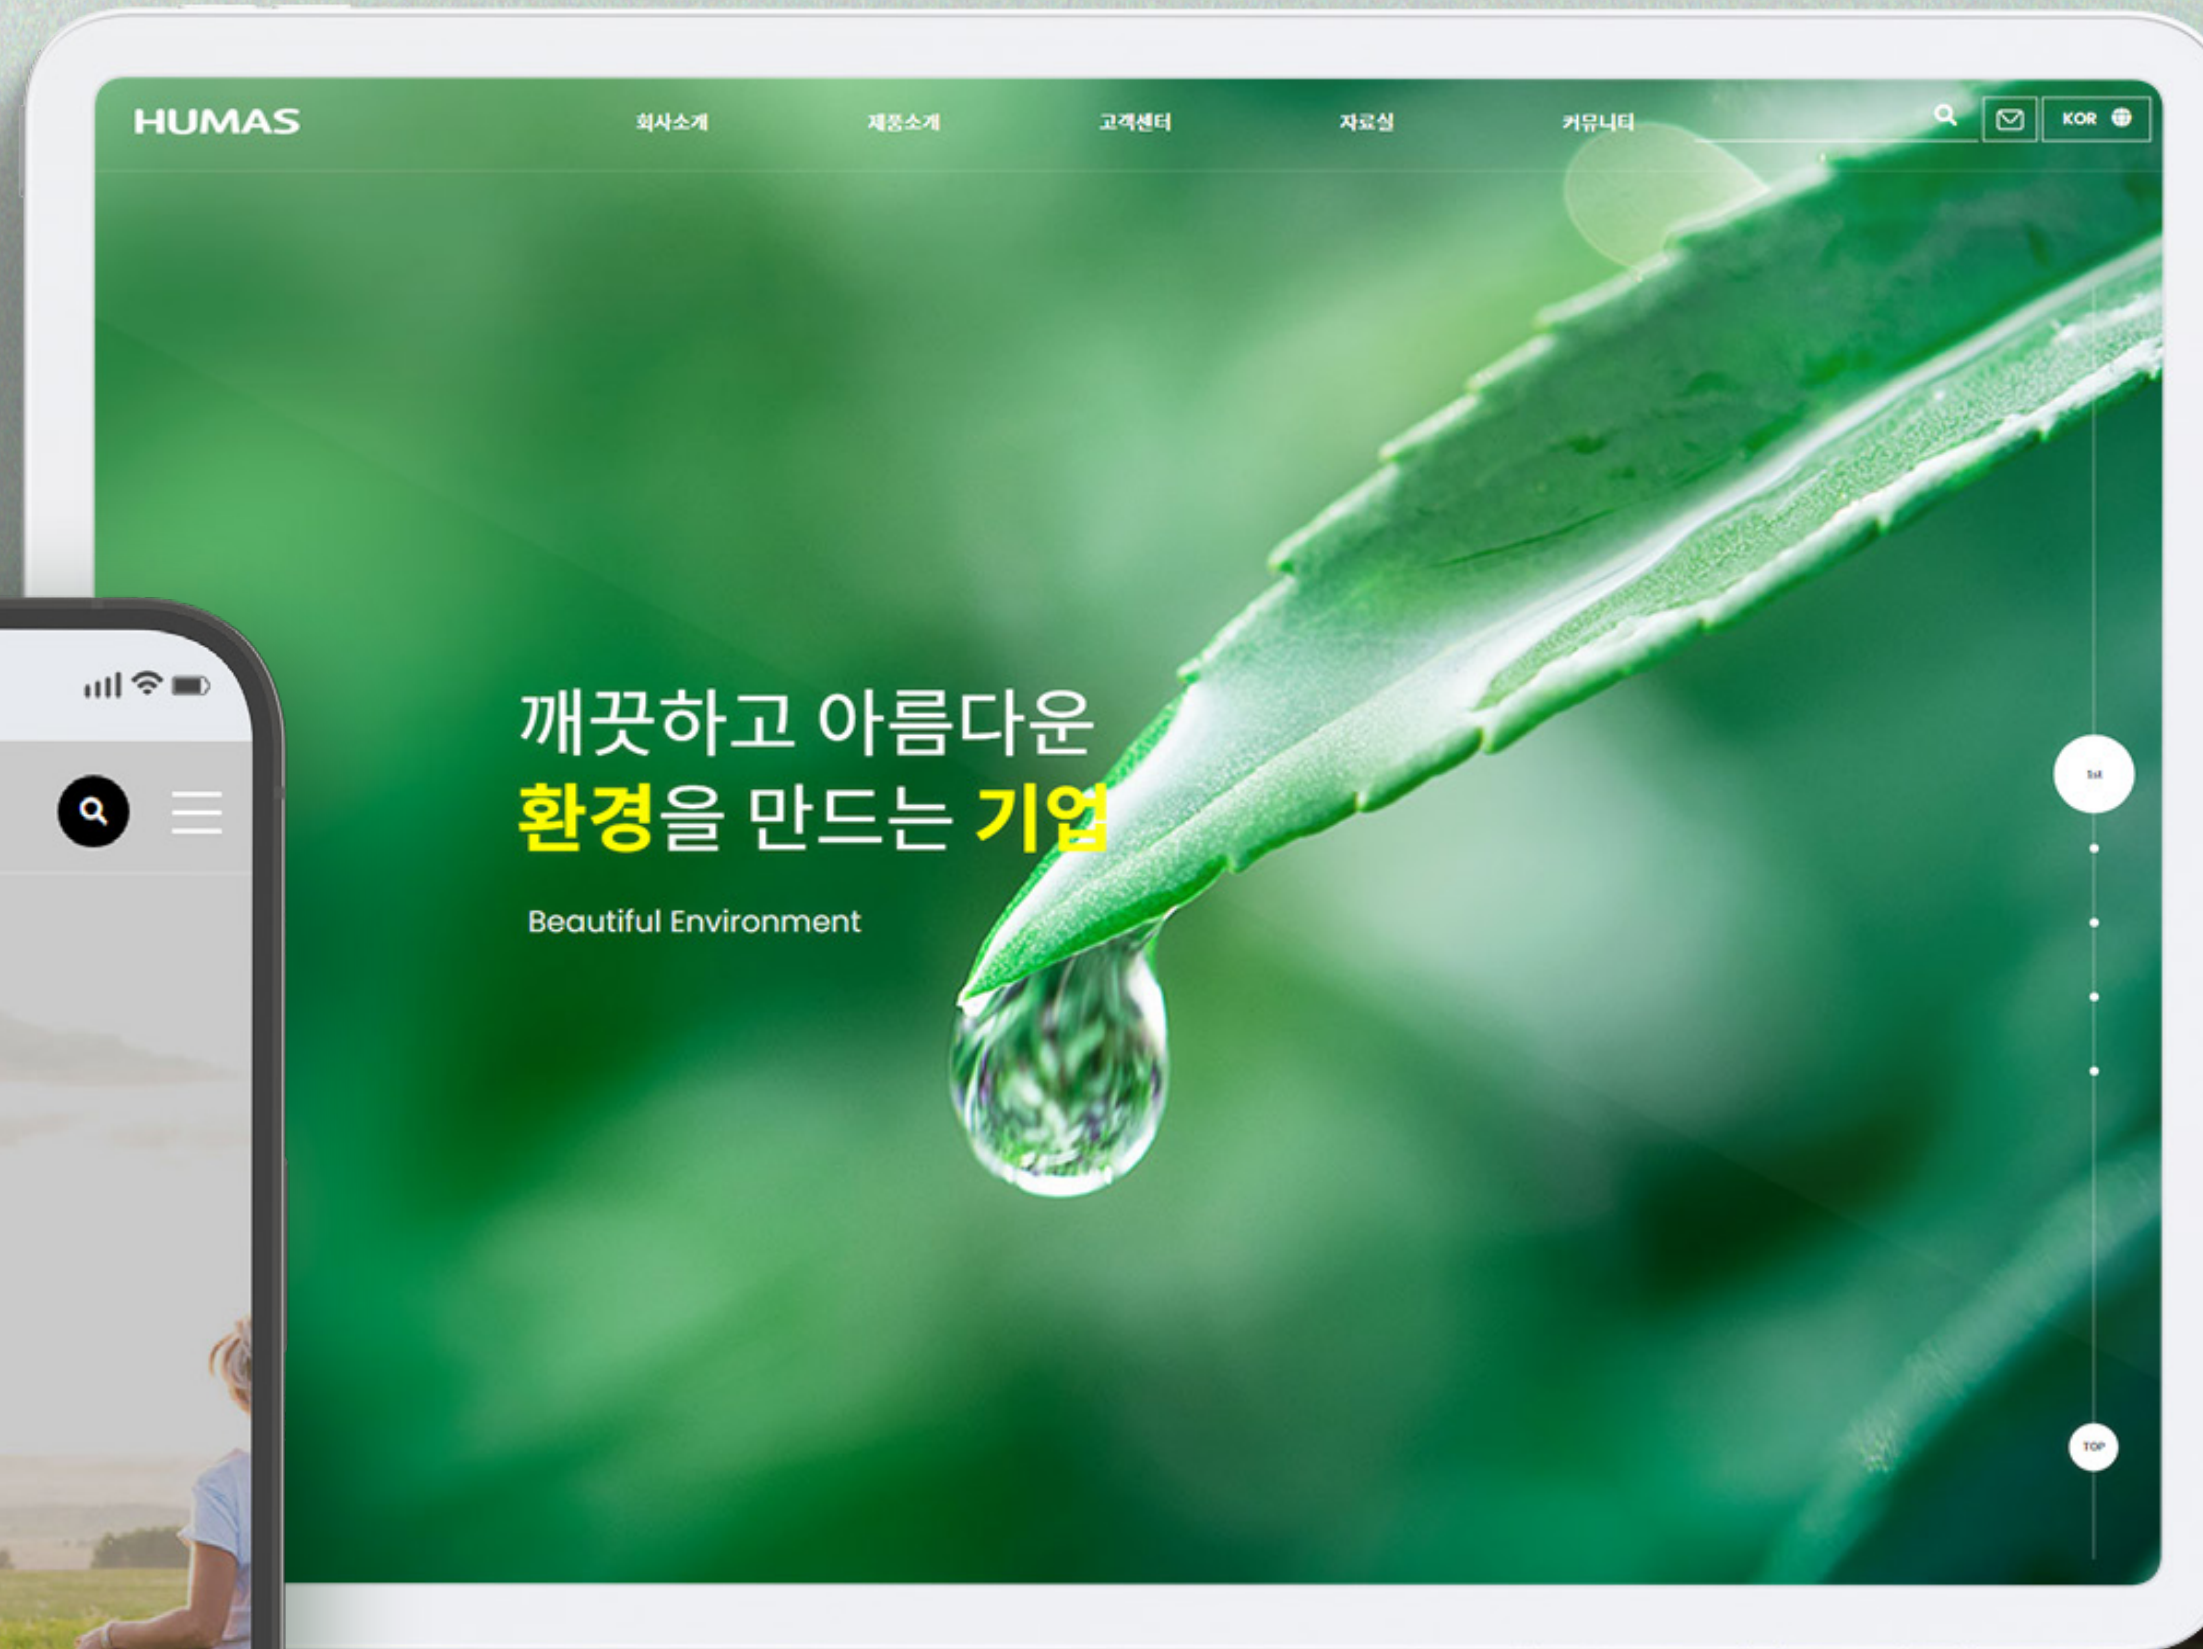 HUMAS
회사소개
제품소개
고객센터
자료실
커뮤니티
KOR
깨끗하고 아름다운
환경을 만드는 기업
Beautiful Environment
1st
TOP